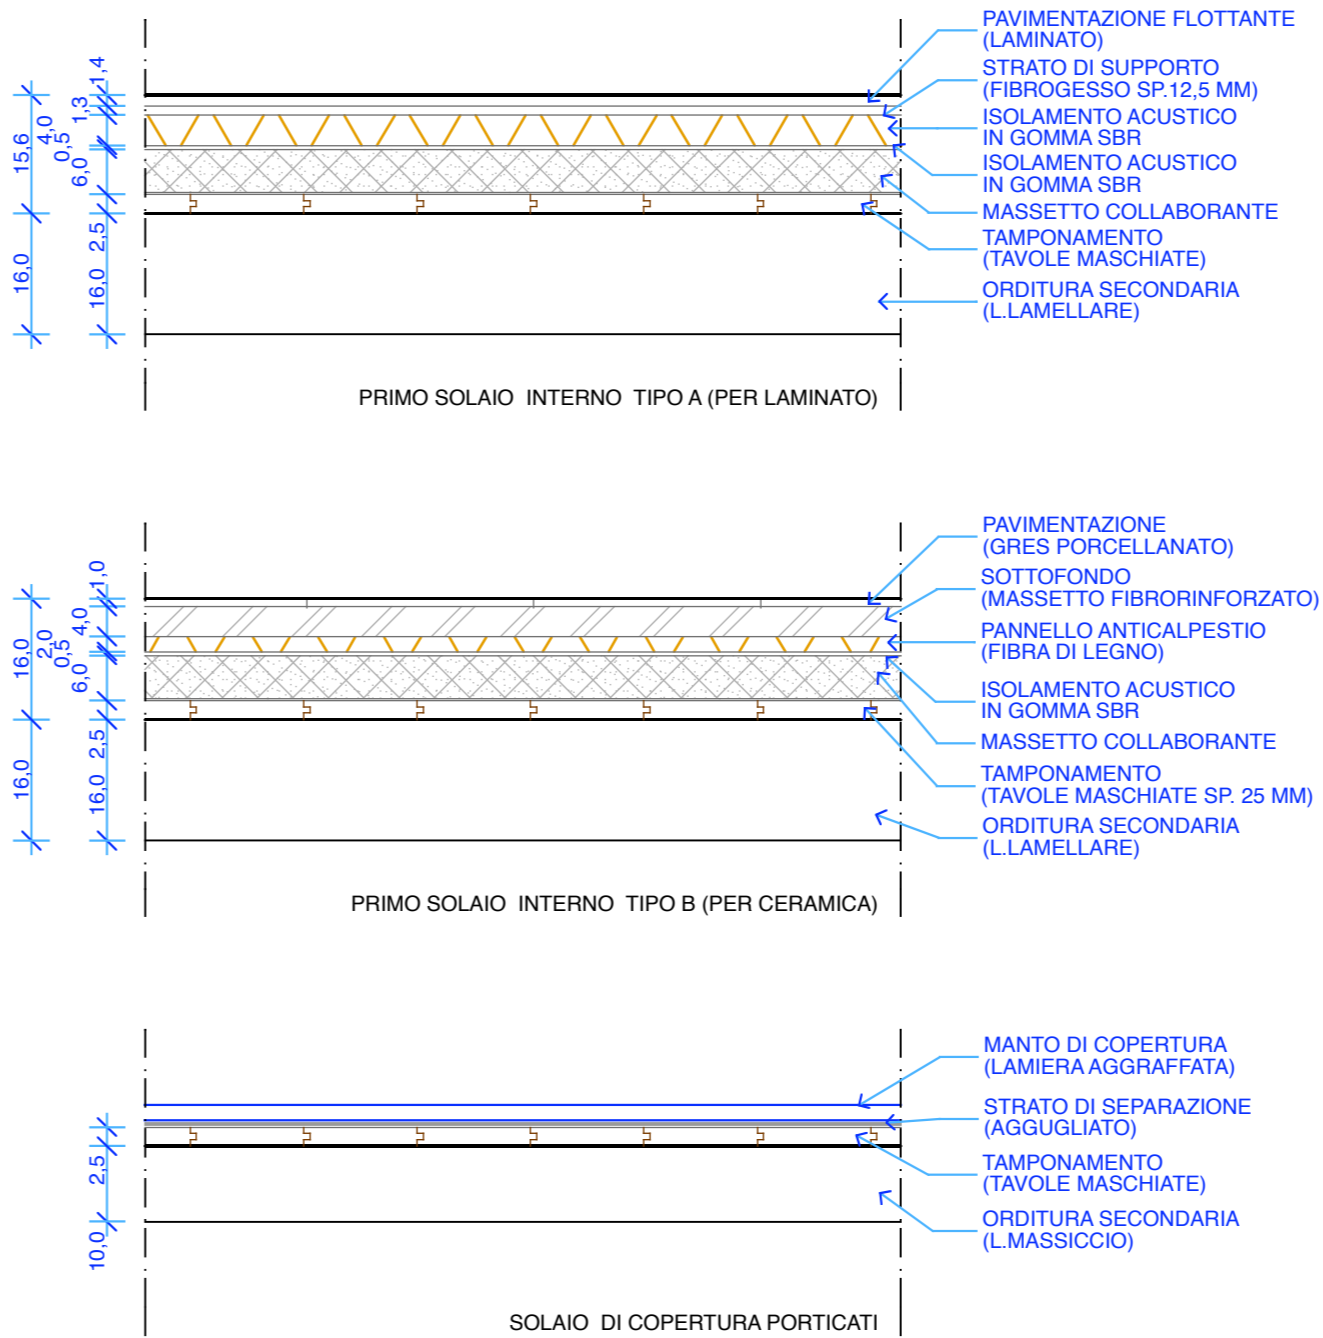 PAVIMENTAZIONE FLOTTANTE
(LAMINATO)
STRATO DI SUPPORTO
(FIBROGESSO SP.12,5 MM)
ISOLAMENTO ACUSTICO
IN GOMMA SBR
ISOLAMENTO ACUSTICO
IN GOMMA SBR
MASSETTO COLLABORANTE
TAMPONAMENTO
(TAVOLE MASCHIATE)
ORDITURA SECONDARIA
(L.LAMELLARE)
1,4
1,3
4,0
0,5
6,0
15,6
2,5
16,0
16,0
PRIMO SOLAIO INTERNO TIPO A (PER LAMINATO)
PAVIMENTAZIONE
(GRES PORCELLANATO)
SOTTOFONDO
(MASSETTO FIBRORINFORZATO)
PANNELLO ANTICALPESTIO
(FIBRA DI LEGNO)
ISOLAMENTO ACUSTICO
IN GOMMA SBR
MASSETTO COLLABORANTE
TAMPONAMENTO
(TAVOLE MASCHIATE SP. 25 MM)
ORDITURA SECONDARIA
(L.LAMELLARE)
1,0
4,0
2,0
0,5
6,0
16,0
2,5
16,0
16,0
PRIMO SOLAIO INTERNO TIPO B (PER CERAMICA)
MANTO DI COPERTURA
(LAMIERA AGGRAFFATA)
STRATO DI SEPARAZIONE
(AGGUGLIATO)
TAMPONAMENTO
(TAVOLE MASCHIATE)
ORDITURA SECONDARIA
(L.MASSICCIO)
2,5
10,0
SOLAIO DI COPERTURA PORTICATI